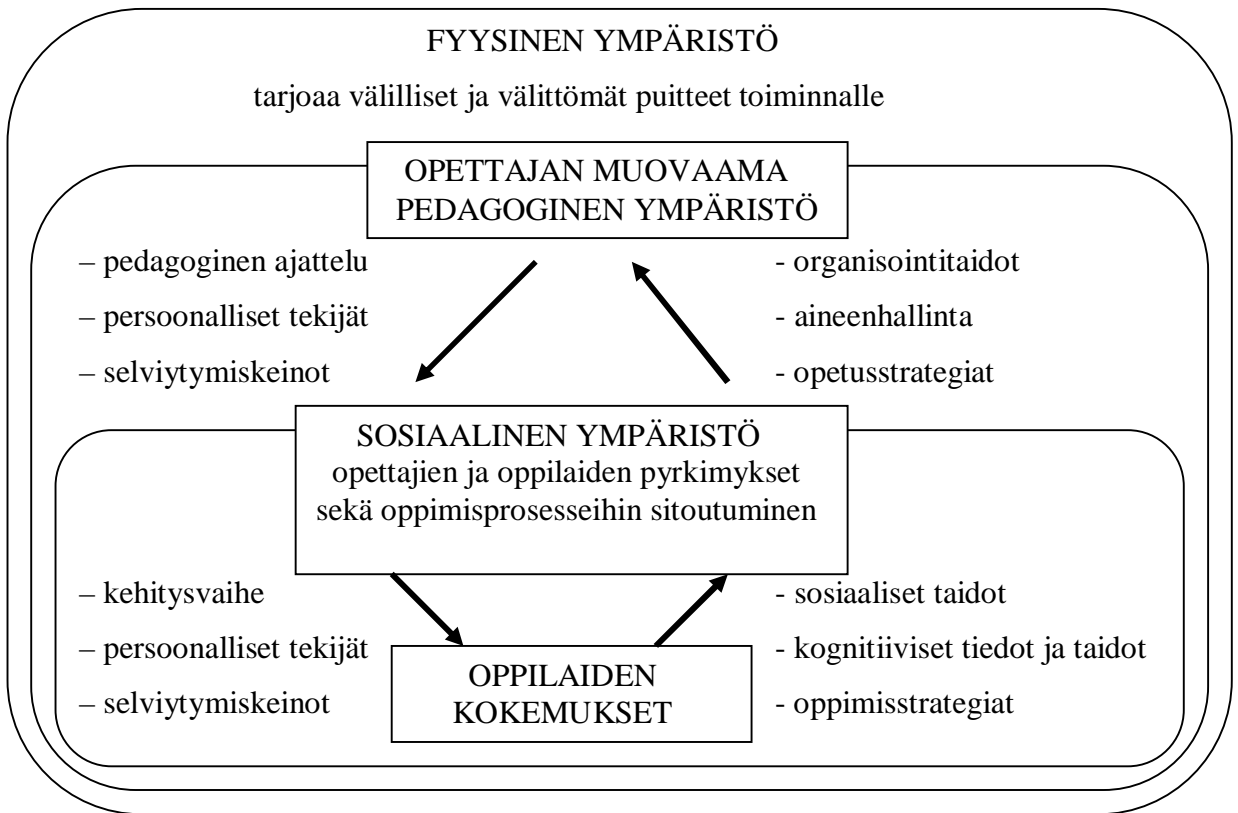 FYYSINEN YMPÄRISTÖ
tarjoaa välilliset ja välittömät puitteet toiminnalle
OPETTAJAN MUOVAAMA
PEDAGOGINEN YMPÄRISTÖ
– pedagoginen ajattelu
- organisointitaidot
– persoonalliset tekijät
- aineenhallinta
– selviytymiskeinot
- opetusstrategiat
SOSIAALINEN YMPÄRISTÖ
opettajien ja oppilaiden pyrkimykset
sekä oppimisprosesseihin sitoutuminen
– kehitysvaihe
- sosiaaliset taidot
– persoonalliset tekijät
- kognitiiviset tiedot ja taidot
– selviytymiskeinot
- oppimisstrategiat
OPPILAIDEN
KOKEMUKSET